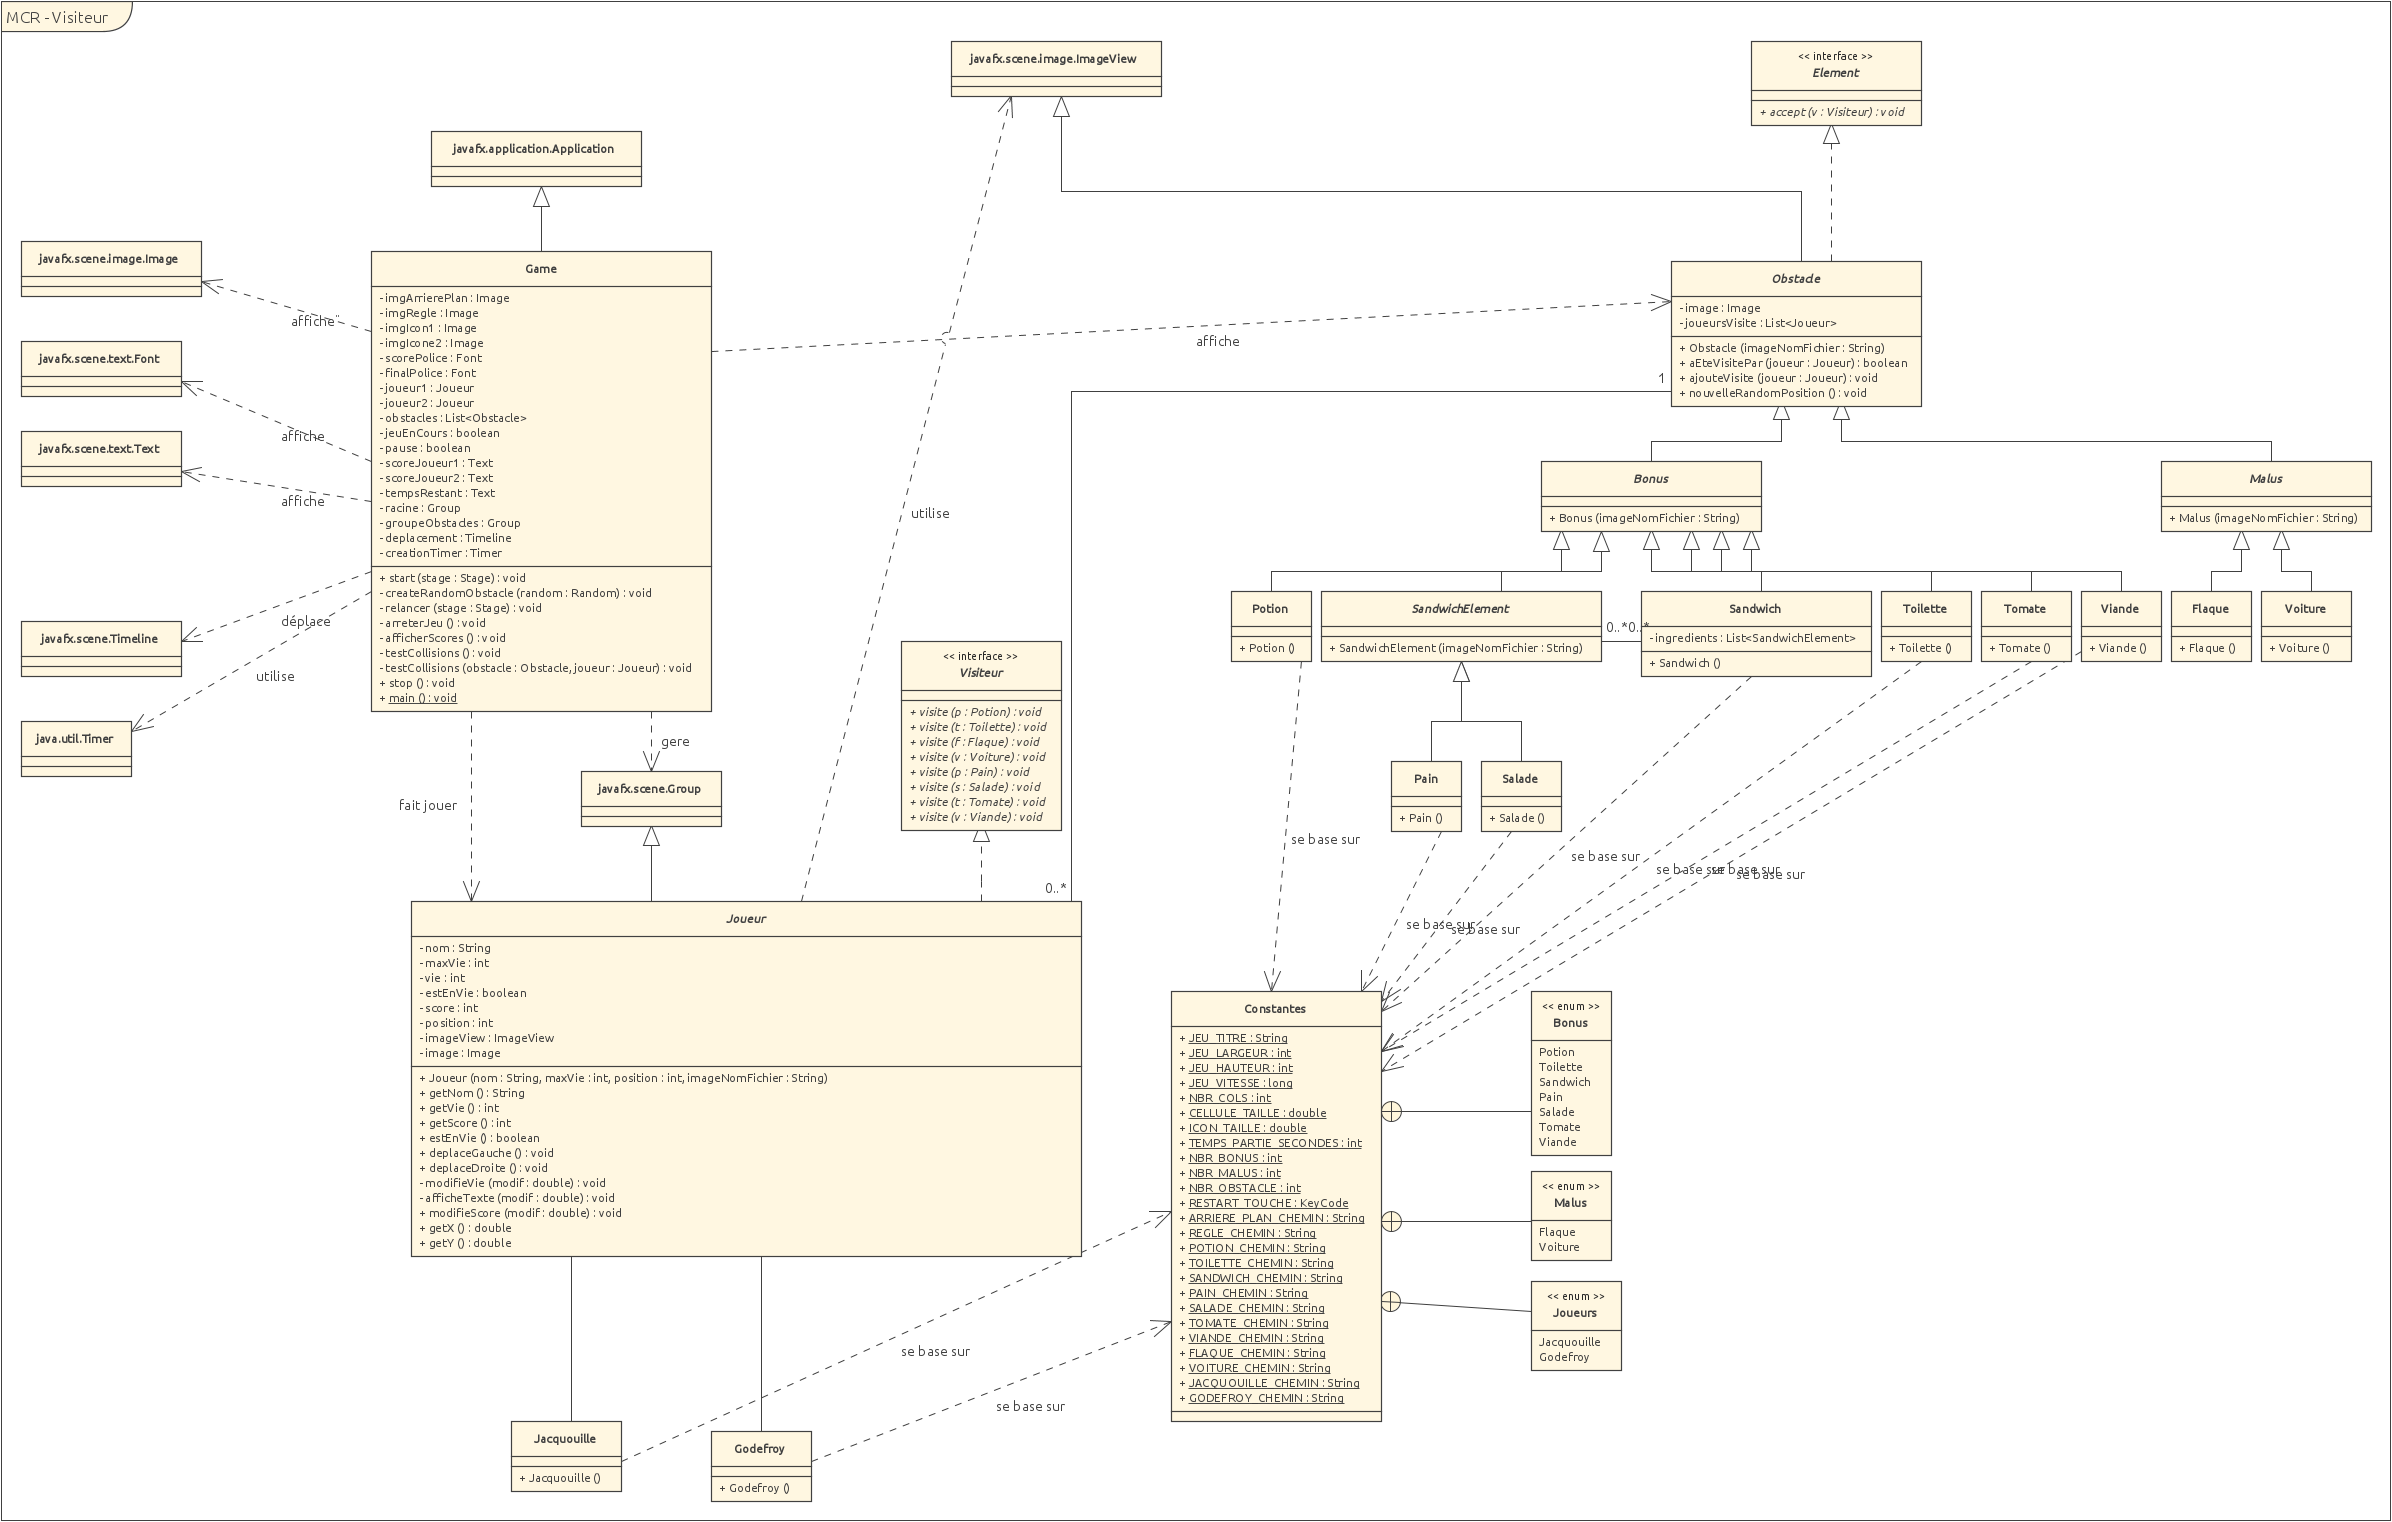 MCR - Visiteur
javafx.scene.image.ImageView
<< interface >>
Element
+ accept (v : Visiteur) : void
javafx.application.Application
javafx.scene.image.Image
javafx.scene.text.Font
javafx.scene.text.Text
javafx.scene.Timeline
java.util.Timer
Game
- imgArrierePlan : Image
- imgRegle : Image
- imgIcon1 : Image
- imgIcone2 : Image
- scorePolice : Font
- finalPolice : Font
- joueur1 : Joueur
- joueur2 : Joueur
- obstacles : List<Obstacle>
- jeuEnCours : boolean
- pause : boolean
- scoreJoueur1 : Text
- scoreJoueur2 : Text
- tempsRestant : Text
- racine : Group
- groupeObstacles : Group
- deplacement : Timeline
- creationTimer : Timer
+ start (stage : Stage) : void
- createRandomObstacle (random : Random) : void
- relancer (stage : Stage) : void
- arreterJeu () : void
- afficherScores () : void
- testCollisions () : void
- testCollisions (obstacle : Obstacle, joueur : Joueur) : void
+ stop () : void
+ main () : void
affiche¨
affiche
affiche
déplace
utilise
affiche
utilise
gere
fait jouer
javafx.scene.Group
<< interface >>
Visiteur
+ visite (p : Potion) : void
+ visite (t : Toilette) : void
+ visite (f : Flaque) : void
+ visite (v : Voiture) : void
+ visite (p : Pain) : void
+ visite (s : Salade) : void
+ visite (t : Tomate) : void
+ visite (v : Viande) : void
Obstacle
- image : Image
- joueursVisite : List<Joueur>
+ Obstacle (imageNomFichier : String)
+ aEteVisitePar (joueur : Joueur) : boolean
+ ajouteVisite (joueur : Joueur) : void
+ nouvelleRandomPosition () : void
1
0..*
Bonus
+ Bonus (imageNomFichier : String)
Malus
+ Malus (imageNomFichier : String)
Potion
+ Potion ()
SandwichElement
+ SandwichElement (imageNomFichier : String)
0..*0..*
Sandwich
- ingredients : List<SandwichElement>
+ Sandwich ()
Toilette
+ Toilette ()
Tomate
+ Tomate ()
Viande
+ Viande ()
Flaque
+ Flaque ()
Voiture
+ Voiture ()
Pain
+ Pain ()
Salade
+ Salade ()
se base sur
se base sur
se base sur
se base sur
se base sur
se base sur
se base sur
Joueur
- nom : String
- maxVie : int
- vie : int
- estEnVie : boolean
- score : int
- position : int
- imageView : ImageView
- image : Image
+ Joueur (nom : String, maxVie : int, position : int, imageNomFichier : String)
+ getNom () : String
+ getVie () : int
+ getScore () : int
+ estEnVie () : boolean
+ deplaceGauche () : void
+ deplaceDroite () : void
- modifieVie (modif : double) : void
- afficheTexte (modif : double) : void
+ modifieScore (modif : double) : void
+ getX () : double
+ getY () : double
Constantes
+ JEU_TITRE : String
+ JEU_LARGEUR : int
+ JEU_HAUTEUR : int
+ JEU_VITESSE : long
+ NBR_COLS : int
+ CELLULE_TAILLE : double
+ ICON_TAILLE : double
+ TEMPS_PARTIE_SECONDES : int
+ NBR_BONUS : int
+ NBR_MALUS : int
+ NBR_OBSTACLE : int
+ RESTART_TOUCHE : KeyCode
+ ARRIERE_PLAN_CHEMIN : String
+ REGLE_CHEMIN : String
+ POTION_CHEMIN : String
+ TOILETTE_CHEMIN : String
+ SANDWICH_CHEMIN : String
+ PAIN_CHEMIN : String
+ SALADE_CHEMIN : String
+ TOMATE_CHEMIN : String
+ VIANDE_CHEMIN : String
+ FLAQUE_CHEMIN : String
+ VOITURE_CHEMIN : String
+ JACQUOUILLE_CHEMIN : String
+ GODEFROY_CHEMIN : String
<< enum >>
Bonus
Potion
Toilette
Sandwich
Pain
Salade
Tomate
Viande
<< enum >>
Malus
Flaque
Voiture
<< enum >>
Joueurs
Jacquouille
Godefroy
se base sur
se base sur
Jacquouille
+ Jacquouille ()
Godefroy
+ Godefroy ()